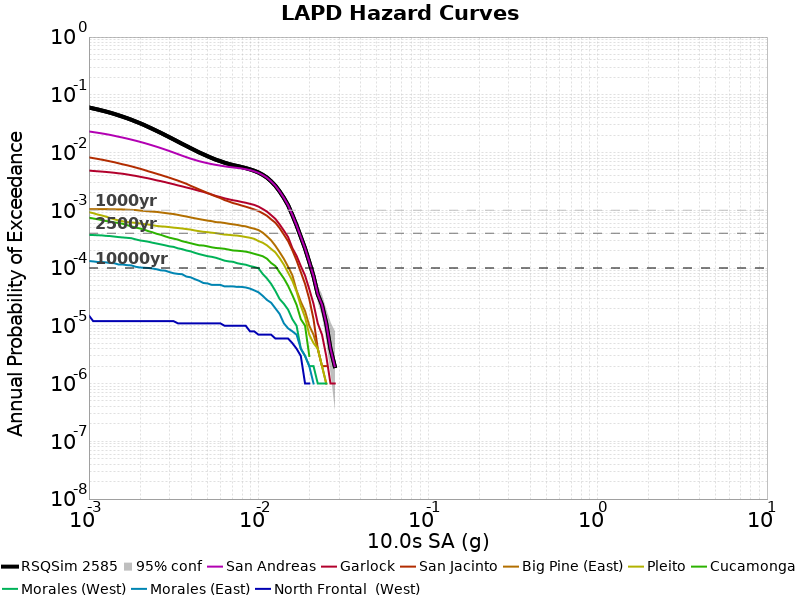 LAPD Hazard Curves
Annual Probability of Exceedance
10^0
10^-1
10^-2
10^-3
10^-4
10^-5
10^-6
10^-7
10^-8
1000yr
2500yr
10000yr
10^-3 10^-2 10^-1 10^0 10^1
10.0s SA (g)
RSQSim 2585 95% conf San Andreas Garlock San Jacinto Big Pine (East) Pleito Cucamonga
Morales (West) Morales (East) North Frontal (West)